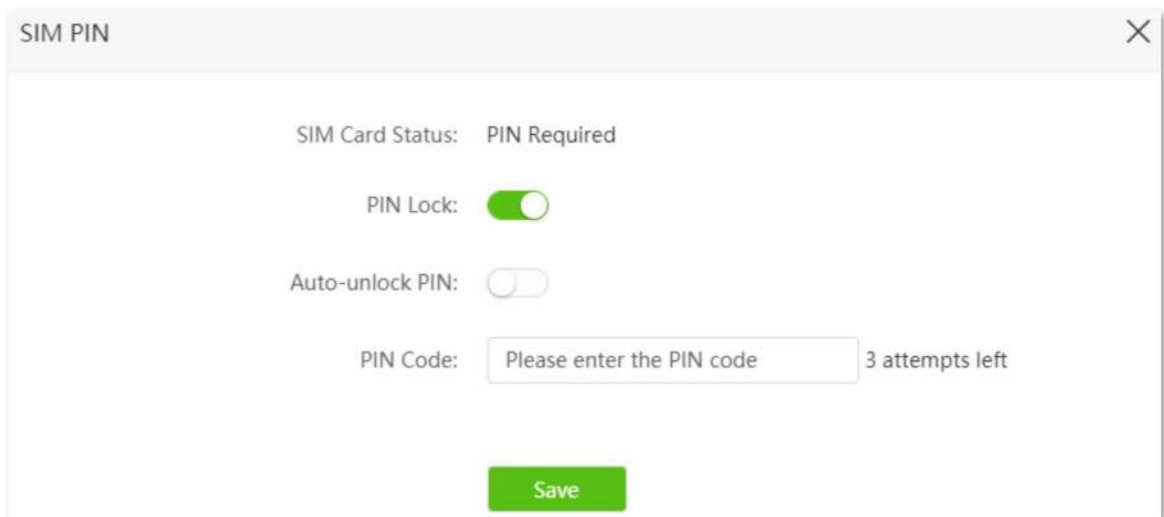 SIM PIN
SIM Card Status: PIN Required
PIN Lock:
Auto-unlock PIN:
PIN Code: Please enter the PIN code 3 attempts left
Save